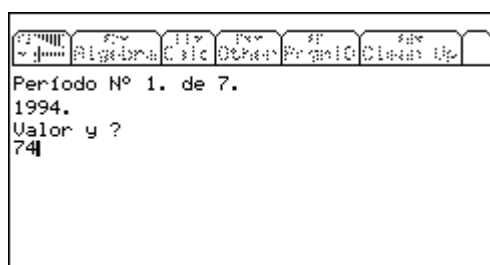 Algebra Calc Other PrgmIO Clean Up
Período Nº 1. de 7.
1994.
Valor y ?
74